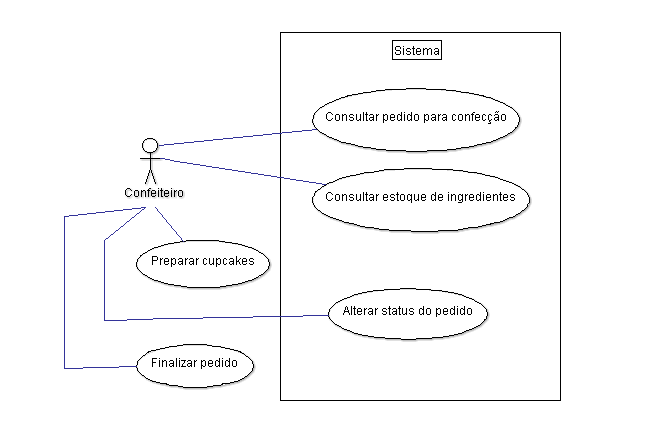 Sistema
Consultar pedido para confecção
Confeiteiro
Consultar estoque de ingredientes
Preparar cupcakes
Alterar status do pedido
Finalizar pedido